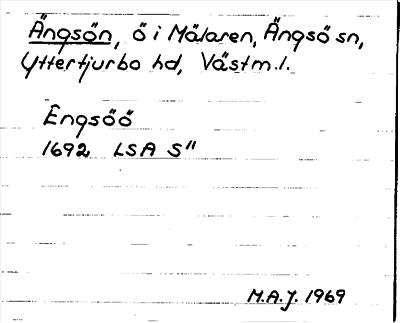 Ängsön, ö i Mälaren, Ängsö sn,
Yttertjurbo hd, Västm.l.
Engsöö
1692 LSA S"
M.A.J. 1969